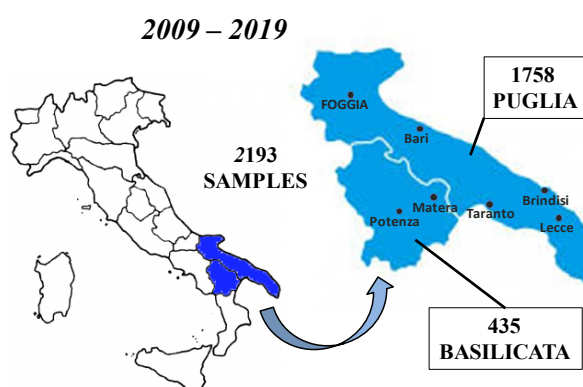 2009 – 2019
2193
SAMPLES
1758
PUGLIA
FOGGIA
Bari
Brindisi
Matera
Taranto
Potenza
Lecce
435
BASILICATA